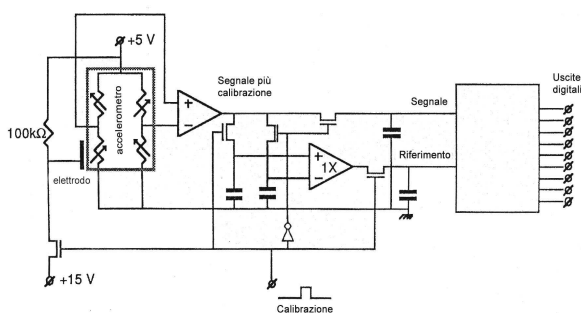 +5 V
Segnale più
calibrazione
Uscite
digitali
100kΩ
accelerometro
+
−
Segnale
Riferimento
elettrodo
+
1X
−
+15 V
Calibrazione